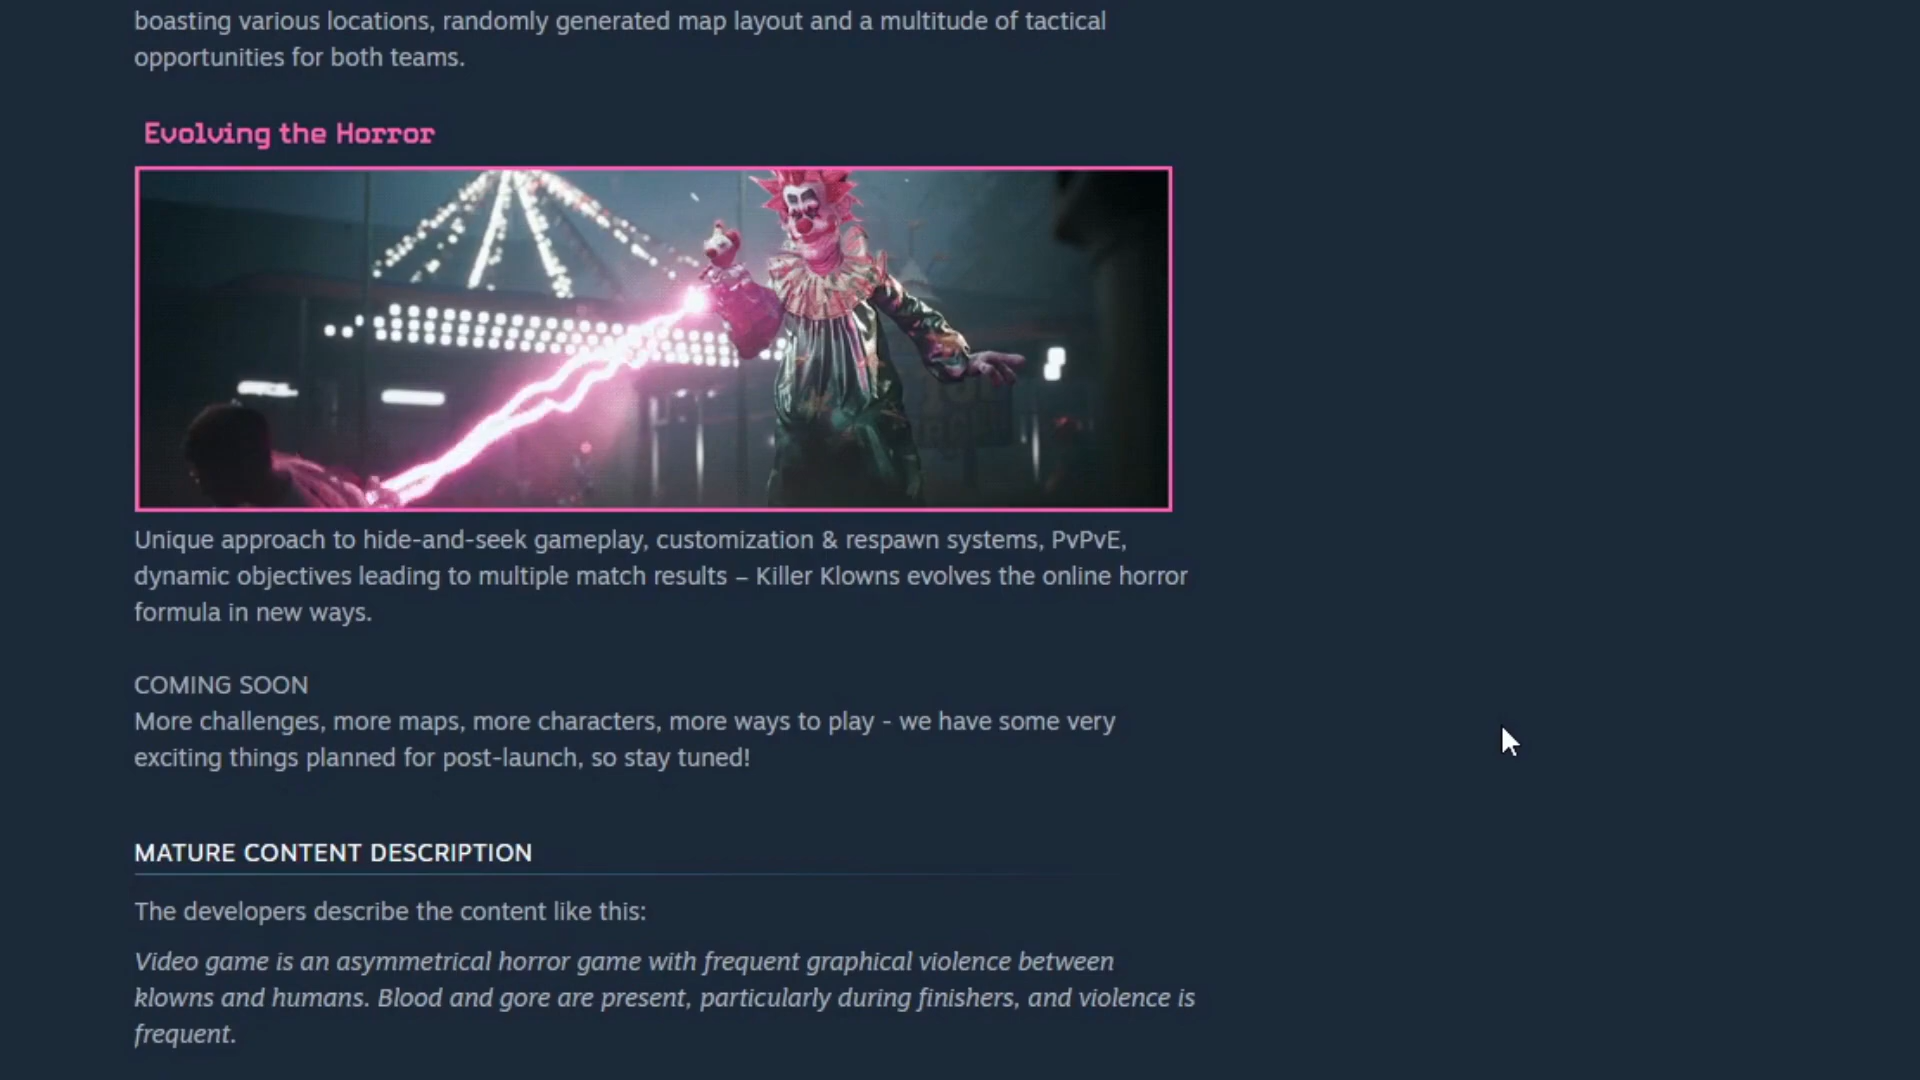 boasting various locations, randomly generated map layout and a multitude of tactical
opportunities for both teams.
Evolving the Horror
Unique approach to hide-and-seek gameplay, customization & respawn systems, PvPvE,
dynamic objectives leading to multiple match results – Killer Klowns evolves the online horror
formula in new ways.
COMING SOON
More challenges, more maps, more characters, more ways to play - we have some very
exciting things planned for post-launch, so stay tuned!
MATURE CONTENT DESCRIPTION
The developers describe the content like this:
Video game is an asymmetrical horror game with frequent graphical violence between
klowns and humans. Blood and gore are present, particularly during finishers, and violence is
frequent.